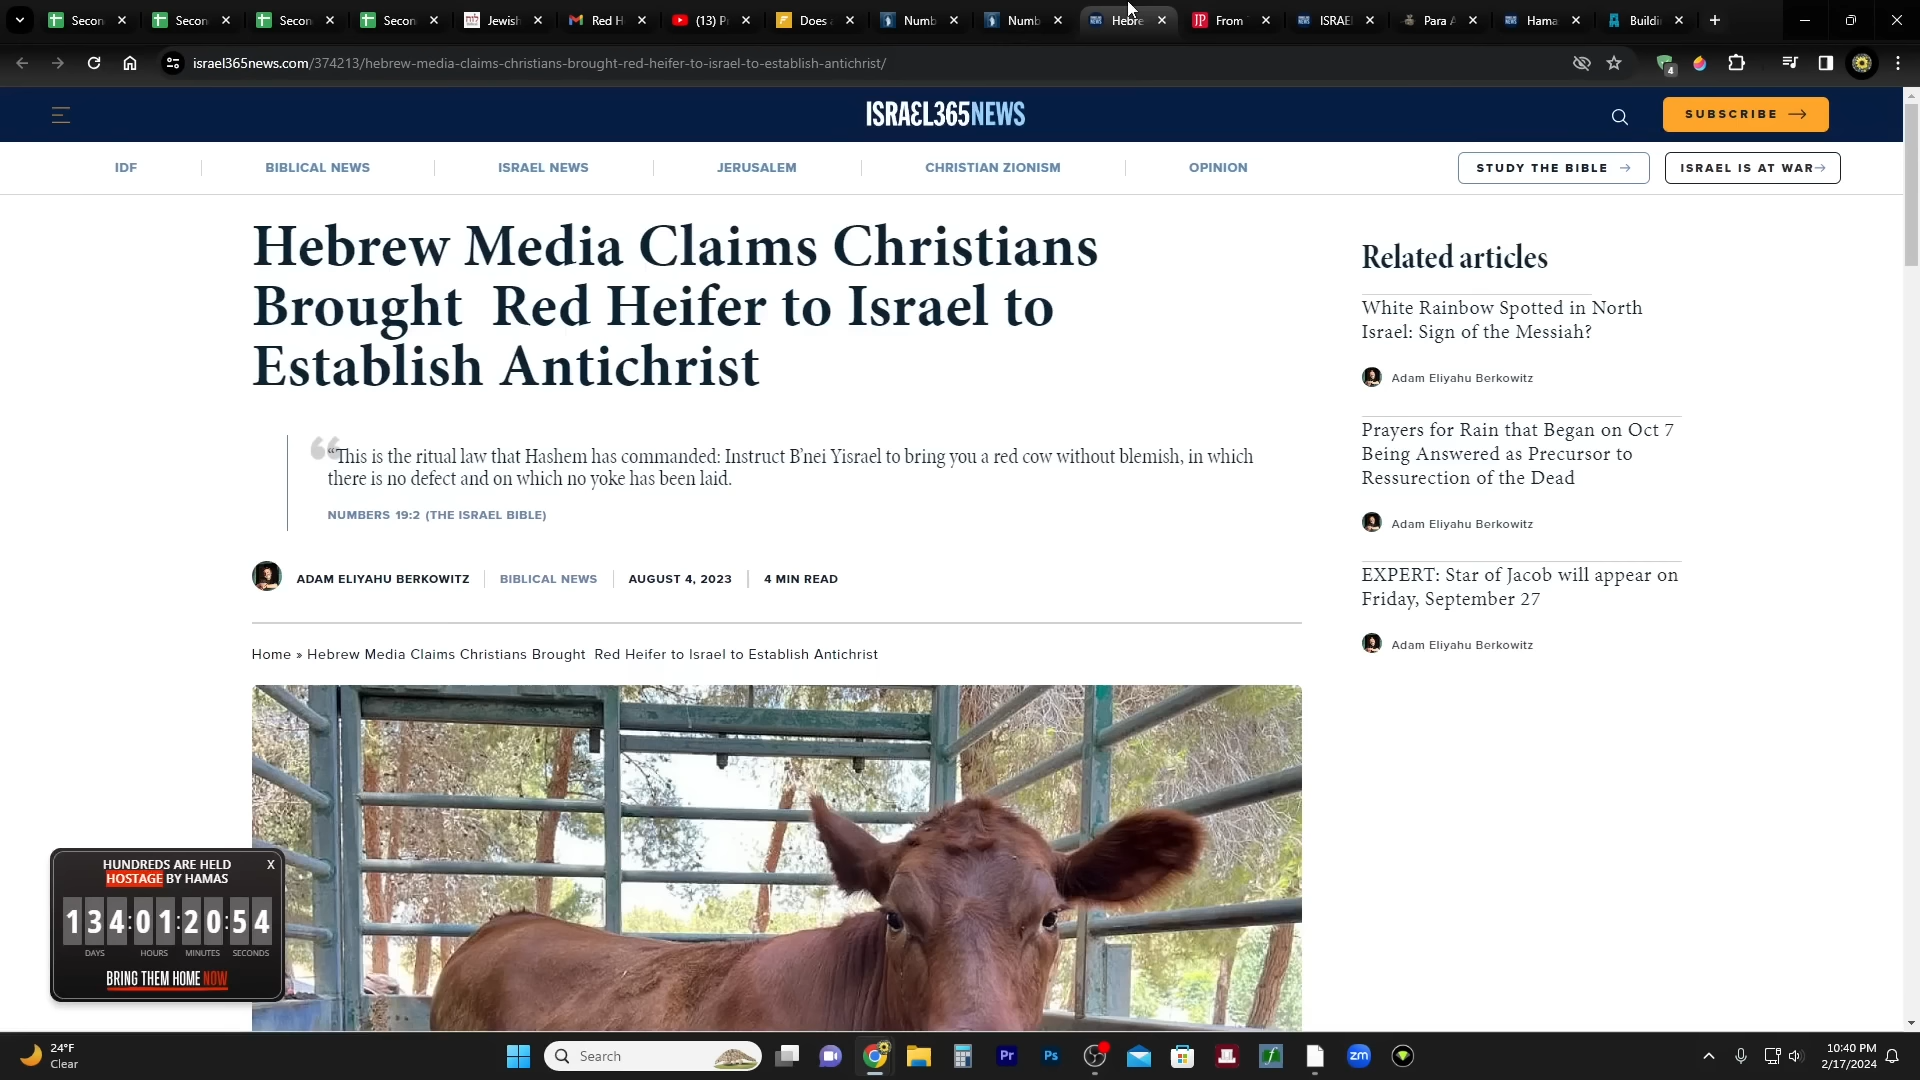 Secon
Secon
Secon
Secon
Jewish
Red H
(13) P
Does a
Numb
Numb
Hebre
From
ISRAEL
Para A
Hama
Buildi
israel365news.com/374213/hebrew-media-claims-christians-brought-red-heifer-to-israel-to-establish-antichrist/
4
ISRAEL365NEWS
SUBSCRIBE
IDF
BIBLICAL NEWS
ISRAEL NEWS
JERUSALEM
CHRISTIAN ZIONISM
OPINION
STUDY THE BIBLE
ISRAEL IS AT WAR
Hebrew Media Claims Christians
Brought Red Heifer to Israel to
Establish Antichrist
“This is the ritual law that Hashem has commanded: Instruct B’nei Yisrael to bring you a red cow without blemish, in which
there is no defect and on which no yoke has been laid.
NUMBERS 19:2 (THE ISRAEL BIBLE)
ADAM ELIYAHU BERKOWITZ
BIBLICAL NEWS
AUGUST 4, 2023
4 MIN READ
Home » Hebrew Media Claims Christians Brought Red Heifer to Israel to Establish Antichrist
Related articles
White Rainbow Spotted in North
Israel: Sign of the Messiah?
Adam Eliyahu Berkowitz
Prayers for Rain that Began on Oct 7
Being Answered as Precursor to
Ressurection of the Dead
Adam Eliyahu Berkowitz
EXPERT: Star of Jacob will appear on
Friday, September 27
Adam Eliyahu Berkowitz
HUNDREDS ARE HELD X
HOSTAGE BY HAMAS
134:01:20:54
DAYS HOURS MINUTES SECONDS
BRING THEM HOME NOW
24°F
Clear
Search
Pr
Ps
zm
10:40 PM
2/17/2024